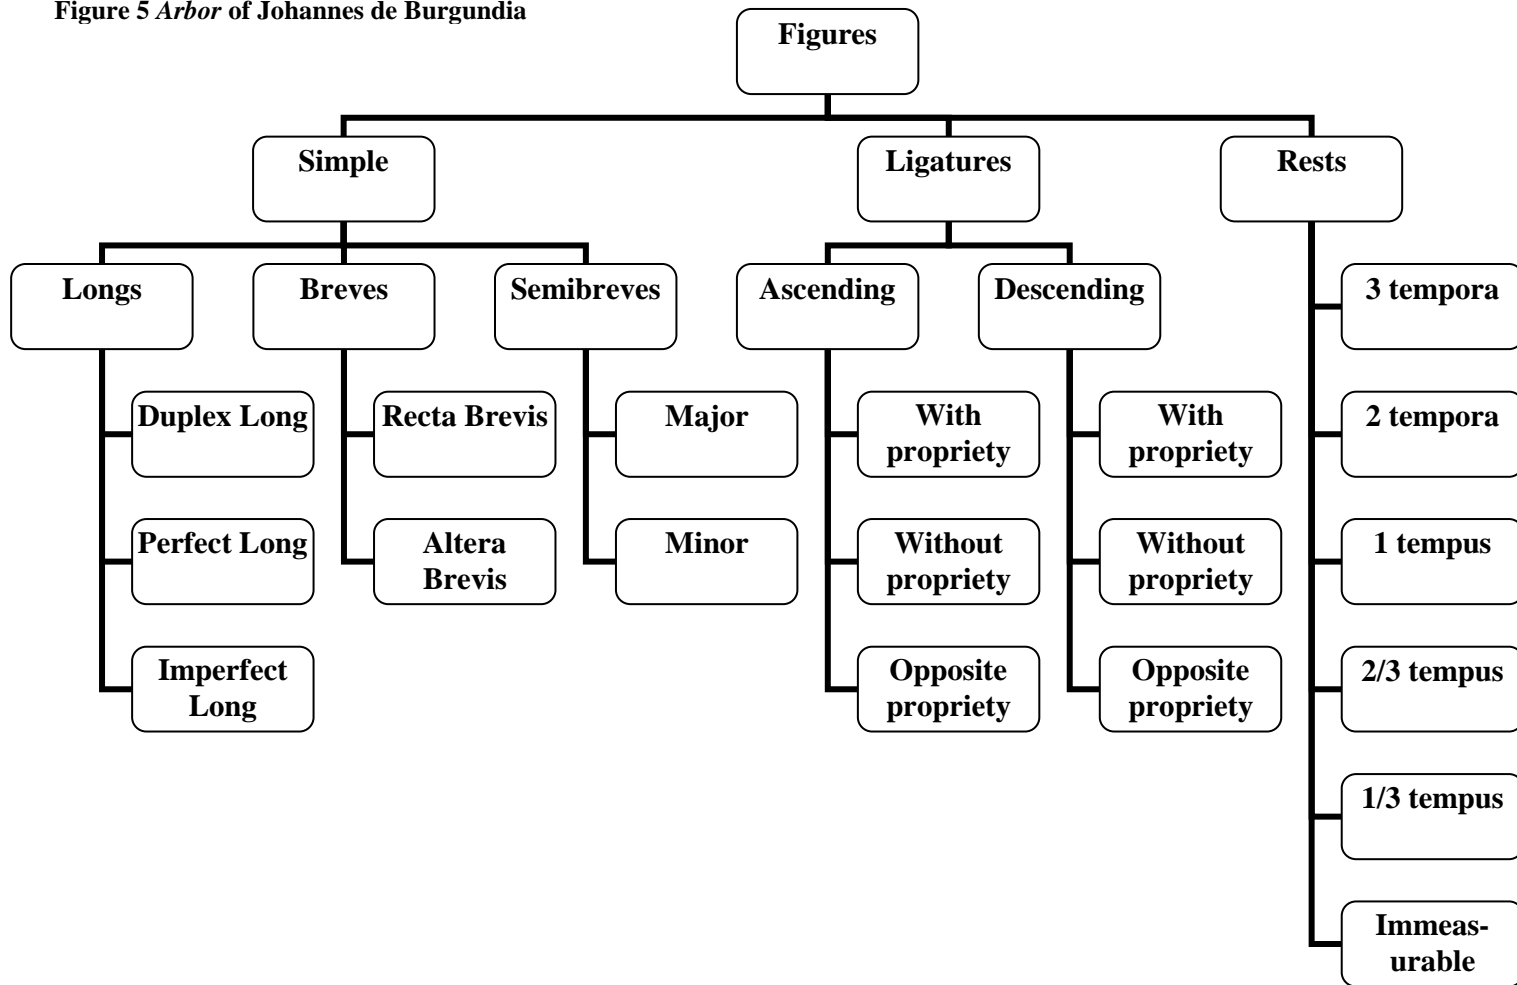 Figure 5 Arbor of Johannes de Burgundia
Figures
Simple
Ligatures
Rests
Longs
Breves
Semibreves
Ascending
Descending
3 tempora
Duplex Long
Recta Brevis
Major
With
propriety
With
propriety
2 tempora
Perfect Long
Altera
Brevis
Minor
Without
propriety
Without
propriety
1 tempus
Imperfect
Long
Opposite
propriety
Opposite
propriety
2/3 tempus
1/3 tempus
Immeas-
urable